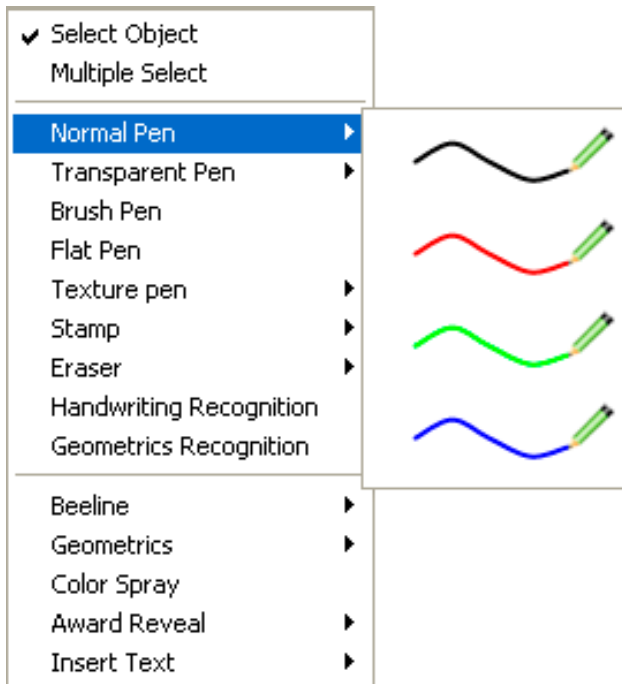 Select Object
Multiple Select
Normal Pen
Transparent Pen
Brush Pen
Flat Pen
Texture pen
Stamp
Eraser
Handwriting Recognition
Geometrics Recognition
Beeline
Geometrics
Color Spray
Award Reveal
Insert Text